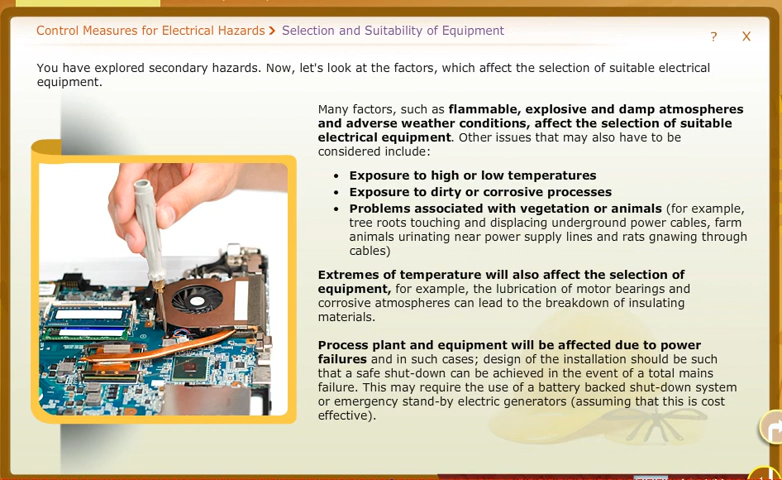 Control Measures for Electrical Hazards > Selection and Suitability of Equipment
? X
You have explored secondary hazards. Now, let's look at the factors, which affect the selection of suitable electrical
equipment.
Many factors, such as flammable, explosive and damp atmospheres
and adverse weather conditions, affect the selection of suitable
electrical equipment. Other issues that may also have to be
considered include:
• Exposure to high or low temperatures
• Exposure to dirty or corrosive processes
• Problems associated with vegetation or animals (for example,
tree roots touching and displacing underground power cables, farm
animals urinating near power supply lines and rats gnawing through
cables)
Extremes of temperature will also affect the selection of
equipment, for example, the lubrication of motor bearings and
corrosive atmospheres can lead to the breakdown of insulating
materials.
Process plant and equipment will be affected due to power
failures and in such cases; design of the installation should be such
that a safe shut-down can be achieved in the event of a total mains
failure. This may require the use of a battery backed shut-down system
or emergency stand-by electric generators (assuming that this is cost
effective).